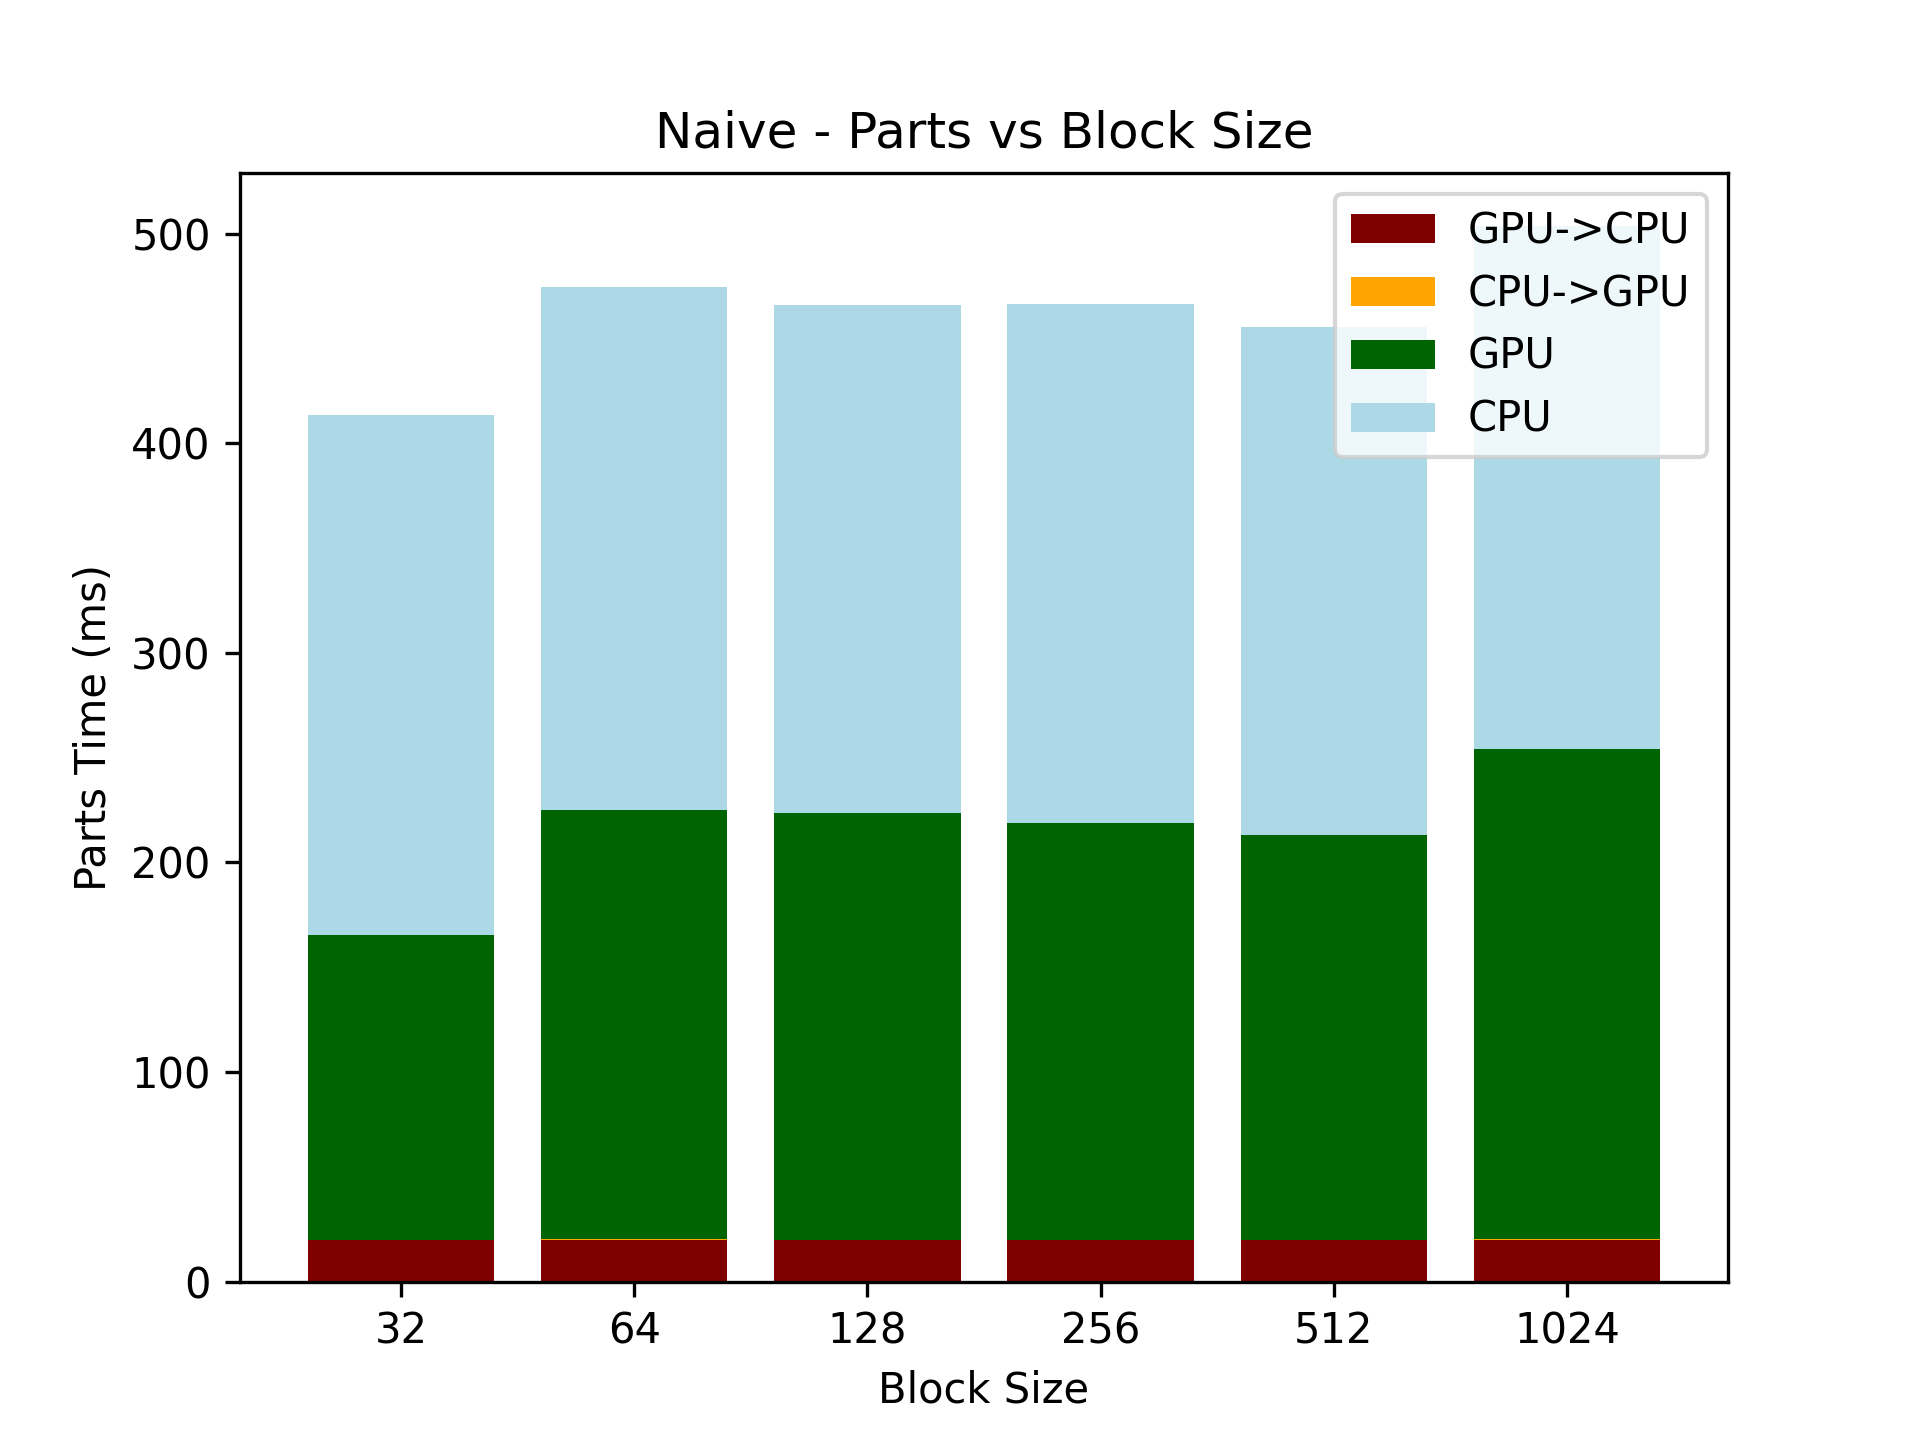 Naive - Parts vs Block Size
GPU->CPU
CPU->GPU
GPU
CPU
Parts Time (ms)
500
400
300
200
100
0
32 64 128 256 512 1024
Block Size